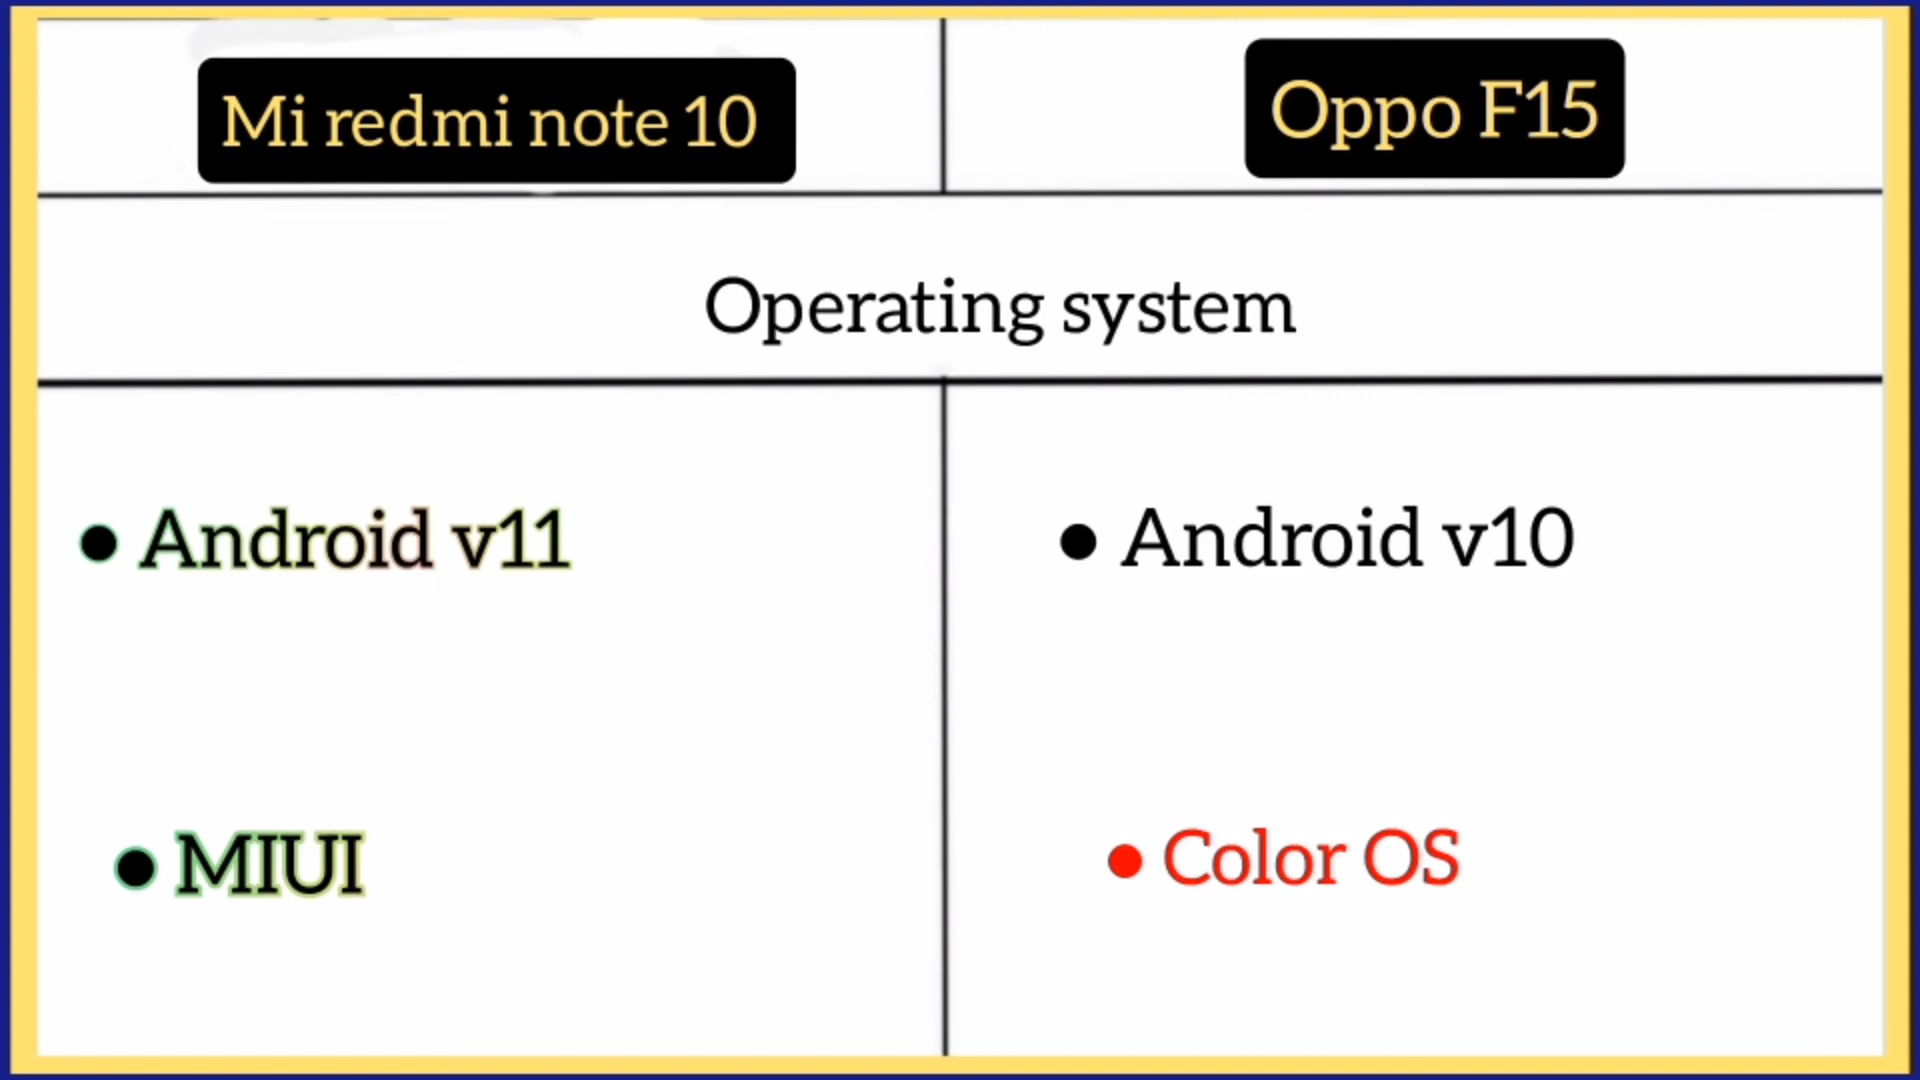 Mi redmi note 10
Oppo F15
Operating system
• Android v11
• Android v10
• MIUI
• Color OS